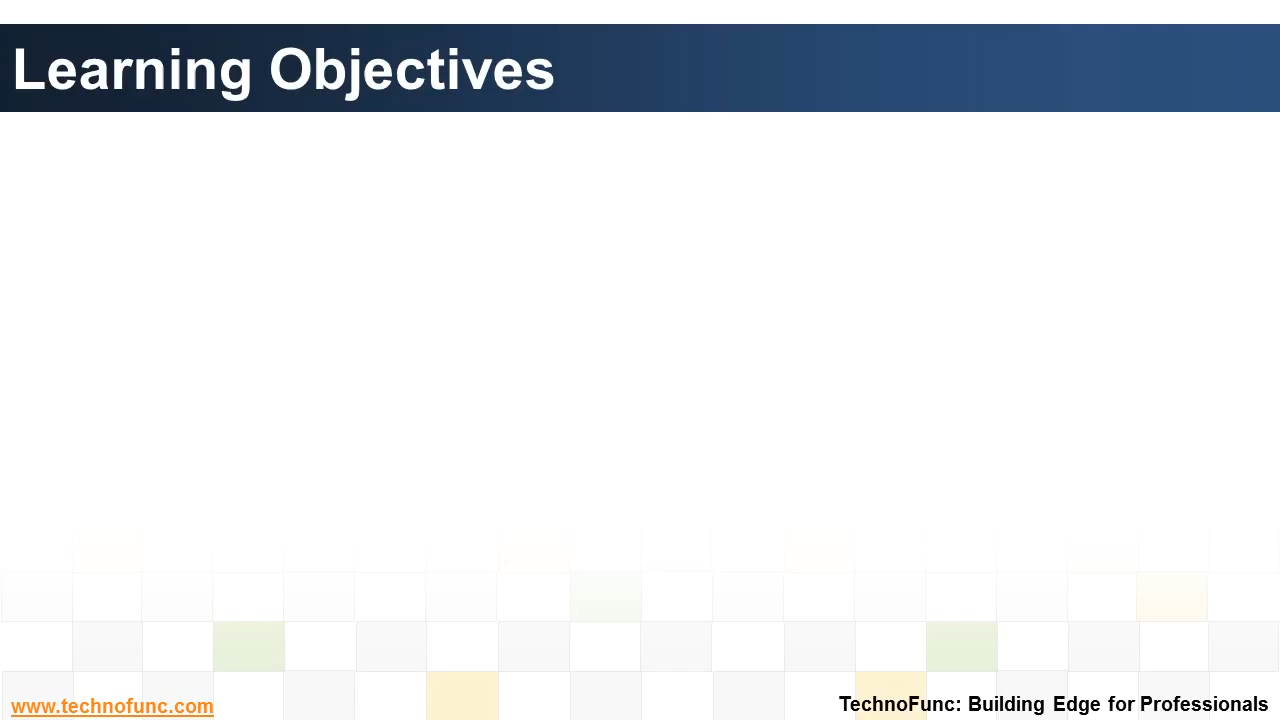 Learning Objectives
www.technofunc.com
TechnoFunc: Building Edge for Professionals